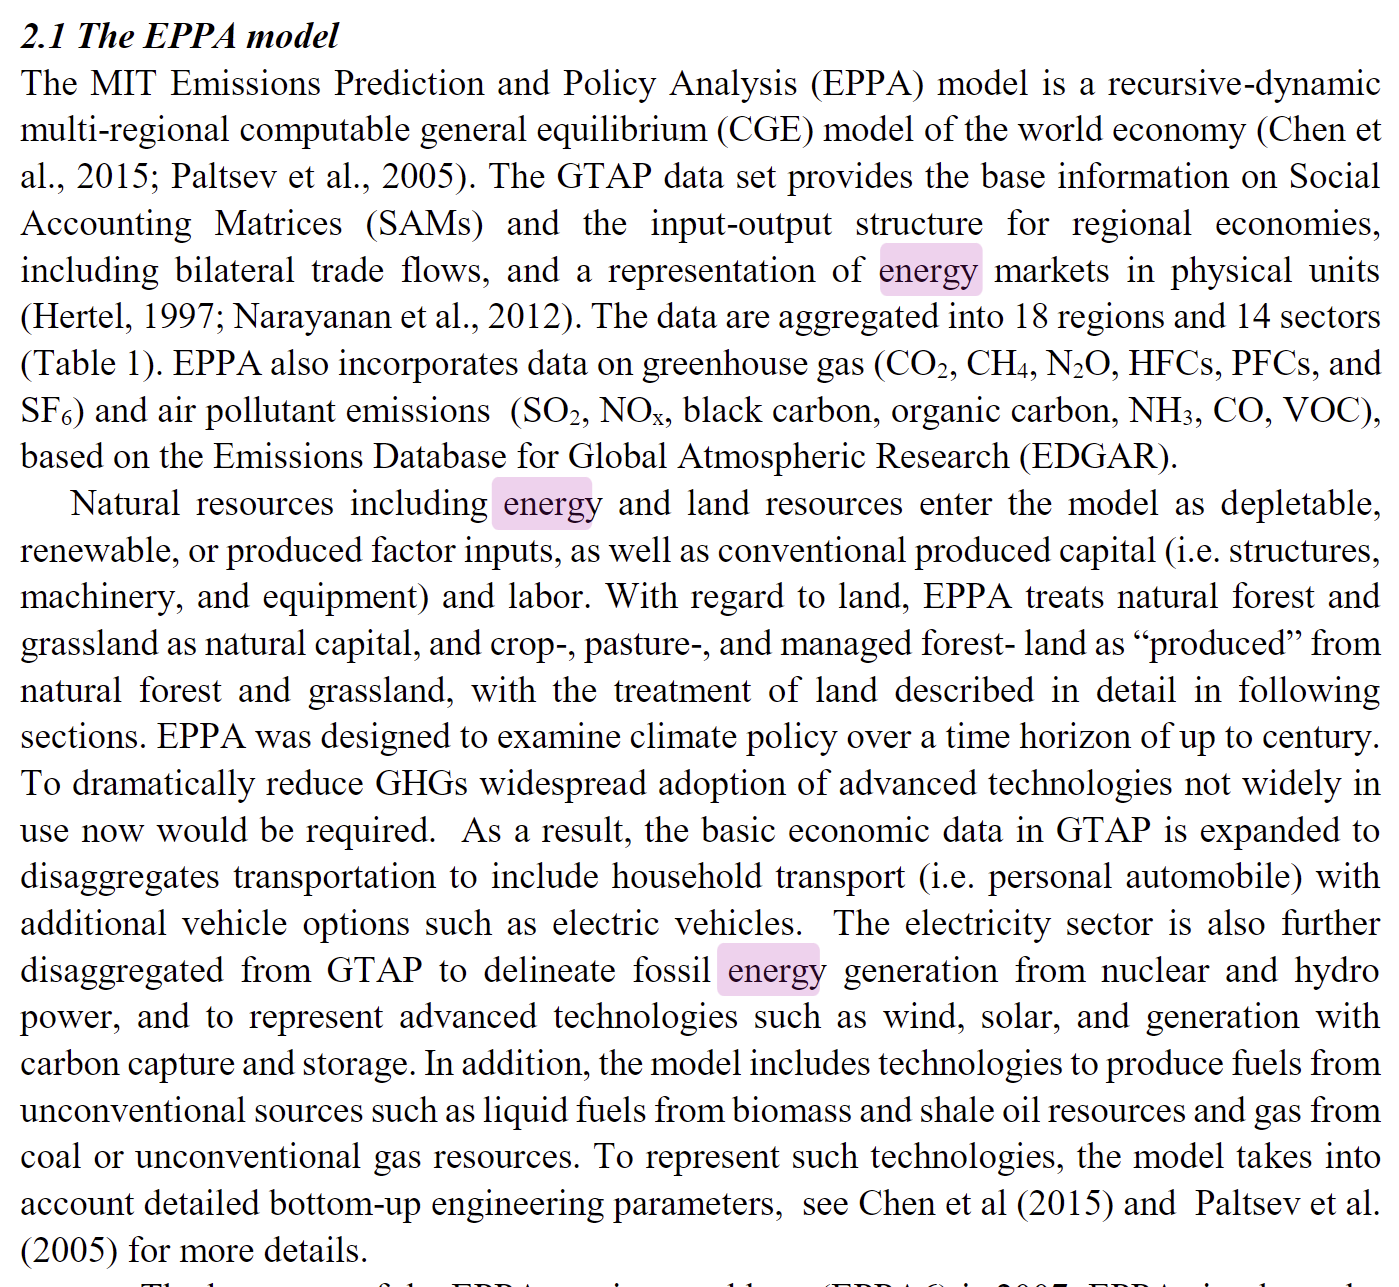 2.1 The EPPA model
The MIT Emissions Prediction and Policy Analysis (EPPA) model is a recursive-dynamic
multi-regional computable general equilibrium (CGE) model of the world economy (Chen et
al., 2015; Paltsev et al., 2005). The GTAP data set provides the base information on Social
Accounting Matrices (SAMs) and the input-output structure for regional economies,
including bilateral trade flows, and a representation of energy markets in physical units
(Hertel, 1997; Narayanan et al., 2012). The data are aggregated into 18 regions and 14 sectors
(Table 1). EPPA also incorporates data on greenhouse gas (CO₂, CH₄, N₂O, HFCs, PFCs, and
SF₆) and air pollutant emissions  (SO₂, NOₓ, black carbon, organic carbon, NH₃, CO, VOC),
based on the Emissions Database for Global Atmospheric Research (EDGAR).
Natural resources including energy and land resources enter the model as depletable,
renewable, or produced factor inputs, as well as conventional produced capital (i.e. structures,
machinery, and equipment) and labor. With regard to land, EPPA treats natural forest and
grassland as natural capital, and crop-, pasture-, and managed forest- land as “produced” from
natural forest and grassland, with the treatment of land described in detail in following
sections. EPPA was designed to examine climate policy over a time horizon of up to century.
To dramatically reduce GHGs widespread adoption of advanced technologies not widely in
use now would be required.  As a result, the basic economic data in GTAP is expanded to
disaggregates transportation to include household transport (i.e. personal automobile) with
additional vehicle options such as electric vehicles.  The electricity sector is also further
disaggregated from GTAP to delineate fossil energy generation from nuclear and hydro
power, and to represent advanced technologies such as wind, solar, and generation with
carbon capture and storage. In addition, the model includes technologies to produce fuels from
unconventional sources such as liquid fuels from biomass and shale oil resources and gas from
coal or unconventional gas resources. To represent such technologies, the model takes into
account detailed bottom-up engineering parameters,  see Chen et al (2015) and  Paltsev et al.
(2005) for more details.